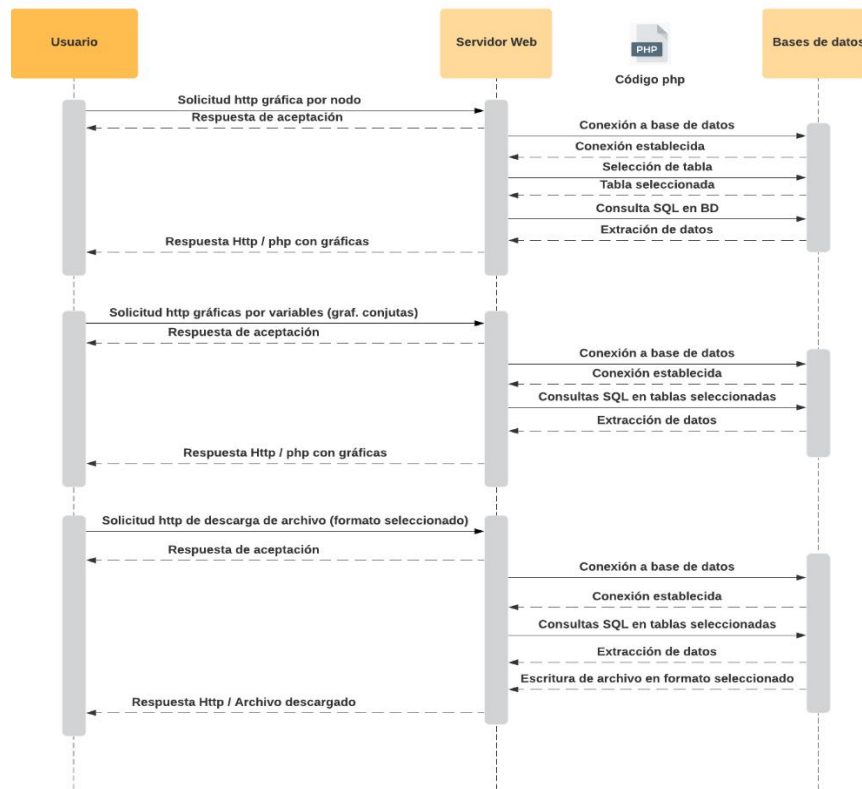 Usuario
Servidor Web
PHP
Código php
Bases de datos
Solicitud http gráfica por nodo
Respuesta de aceptación
Conexión a base de datos
Conexión establecida
Selección de tabla
Tabla seleccionada
Consulta SQL en BD
Extración de datos
Respuesta Http / php con gráficas
Solicitud http gráficas por variables (graf. conjutas)
Respuesta de aceptación
Conexión a base de datos
Conexión establecida
Consultas SQL en tablas seleccionadas
Extracción de datos
Respuesta Http / php con gráficas
Solicitud http de descarga de archivo (formato seleccionado)
Respuesta de aceptación
Conexión a base de datos
Conexión establecida
Consultas SQL en tablas seleccionadas
Extracción de datos
Escritura de archivo en formato seleccionado
Respuesta Http / Archivo descargado